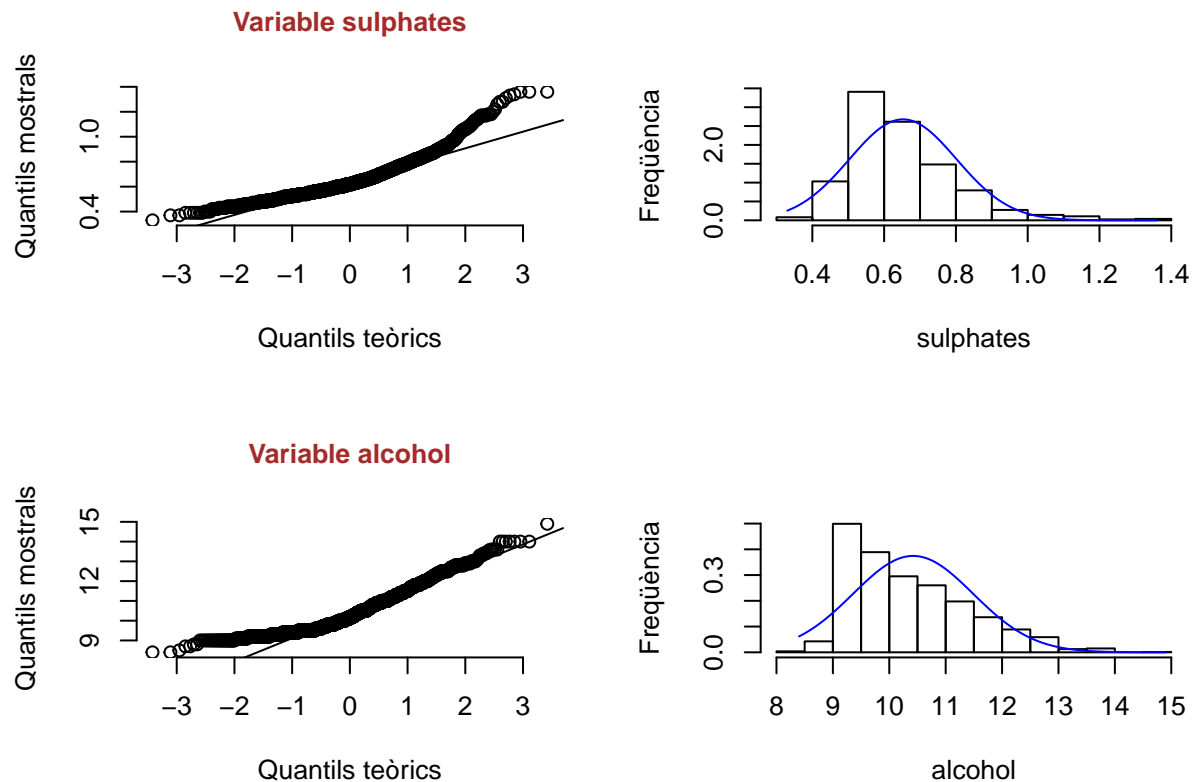 Variable sulphates
Quantils mostrals
0.4 1.0
−3 −2 −1 0 1 2 3
Quantils teòrics
Freqüència
0.0 2.0
0.4 0.6 0.8 1.0 1.2 1.4
sulphates
Variable alcohol
Quantils mostrals
9 12 15
−3 −2 −1 0 1 2 3
Quantils teòrics
Freqüència
0.0 0.3
8 9 10 11 12 13 14 15
alcohol